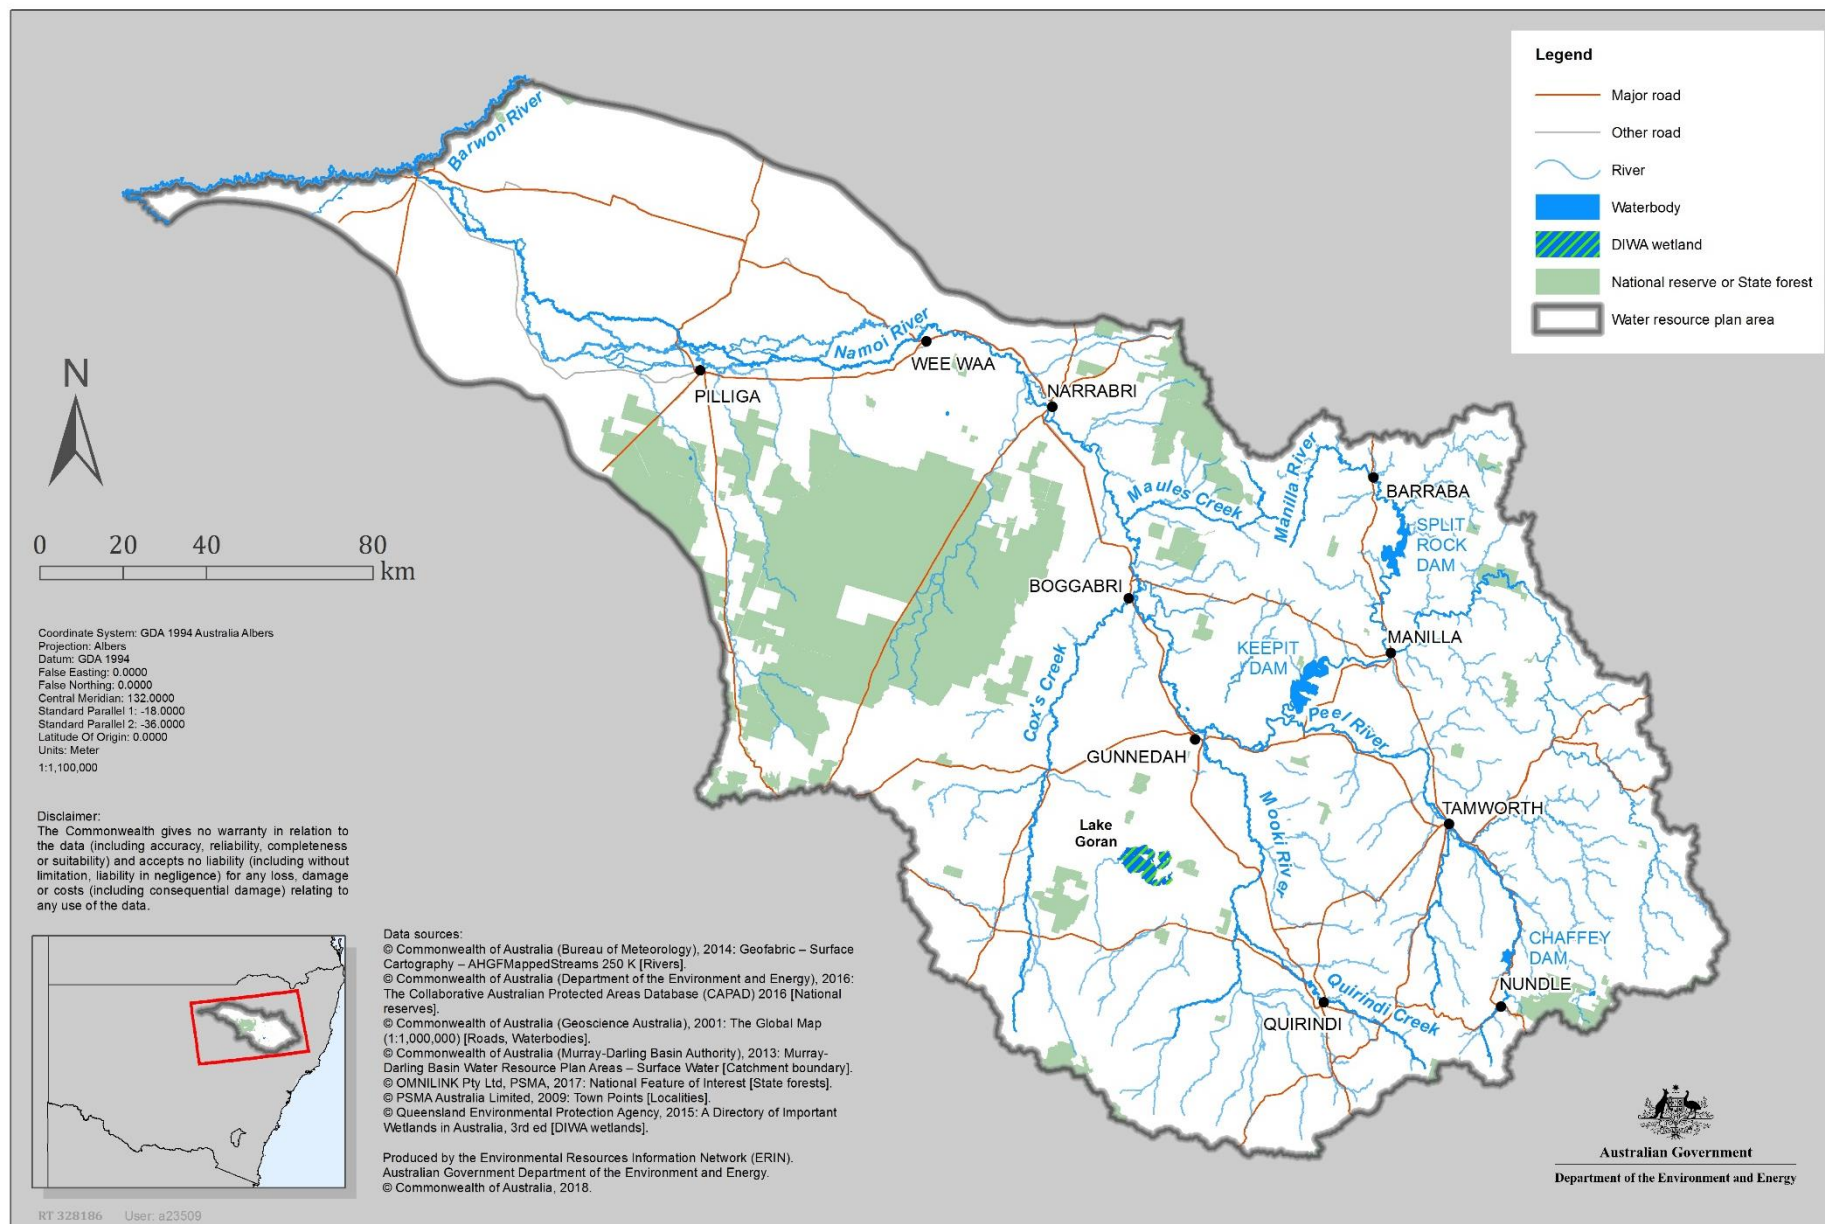 Legend
Major road
Other road
River
Waterbody
DIWA wetland
National reserve or State forest
Water resource plan area
Barwon River
Namoi River
WEE WAA
PILLIGA
NARRABRI
Maules Creek
Manilla River
BARRABA
SPLIT
ROCK
DAM
BOGGABRI
MANILLA
KEEPIT
DAM
Cox's Creek
Peel River
GUNNEDAH
Mooki River
TAMWORTH
Lake
Goran
CHAFFEY
DAM
NUNDLE
Quirindi Creek
QUIRINDI
N
0 20 40 80
km
Coordinate System: GDA 1994 Australia Albers
Projection: Albers
Datum: GDA 1994
False Easting: 0.0000
False Northing: 0.0000
Central Meridian: 132.0000
Standard Parallel 1: -18.0000
Standard Parallel 2: -36.0000
Latitude Of Origin: 0.0000
Units: Meter
1:1,100,000
Disclaimer:
The Commonwealth gives no warranty in relation to
the data (including accuracy, reliability, completeness
or suitability) and accepts no liability (including without
limitation, liability in negligence) for any loss, damage
or costs (including consequential damage) relating to
any use of the data.
Data sources:
© Commonwealth of Australia (Bureau of Meteorology), 2014: Geofabric – Surface
Cartography – AHGFMappedStreams 250 K [Rivers].
© Commonwealth of Australia (Department of the Environment and Energy), 2016:
The Collaborative Australian Protected Areas Database (CAPAD) 2016 [National
reserves].
© Commonwealth of Australia (Geoscience Australia), 2001: The Global Map
(1:1,000,000) [Roads, Waterbodies].
© Commonwealth of Australia (Murray-Darling Basin Authority), 2013: Murray-
Darling Basin Water Resource Plan Areas – Surface Water [Catchment boundary].
© OMNILINK Pty Ltd, PSMA, 2017: National Feature of Interest [State forests].
© PSMA Australia Limited, 2009: Town Points [Localities].
© Queensland Environmental Protection Agency, 2015: A Directory of Important
Wetlands in Australia, 3rd ed [DIWA wetlands].
Produced by the Environmental Resources Information Network (ERIN).
Australian Government Department of the Environment and Energy.
© Commonwealth of Australia, 2018.
Australian Government
Department of the Environment and Energy
RT 328186 User: a23509